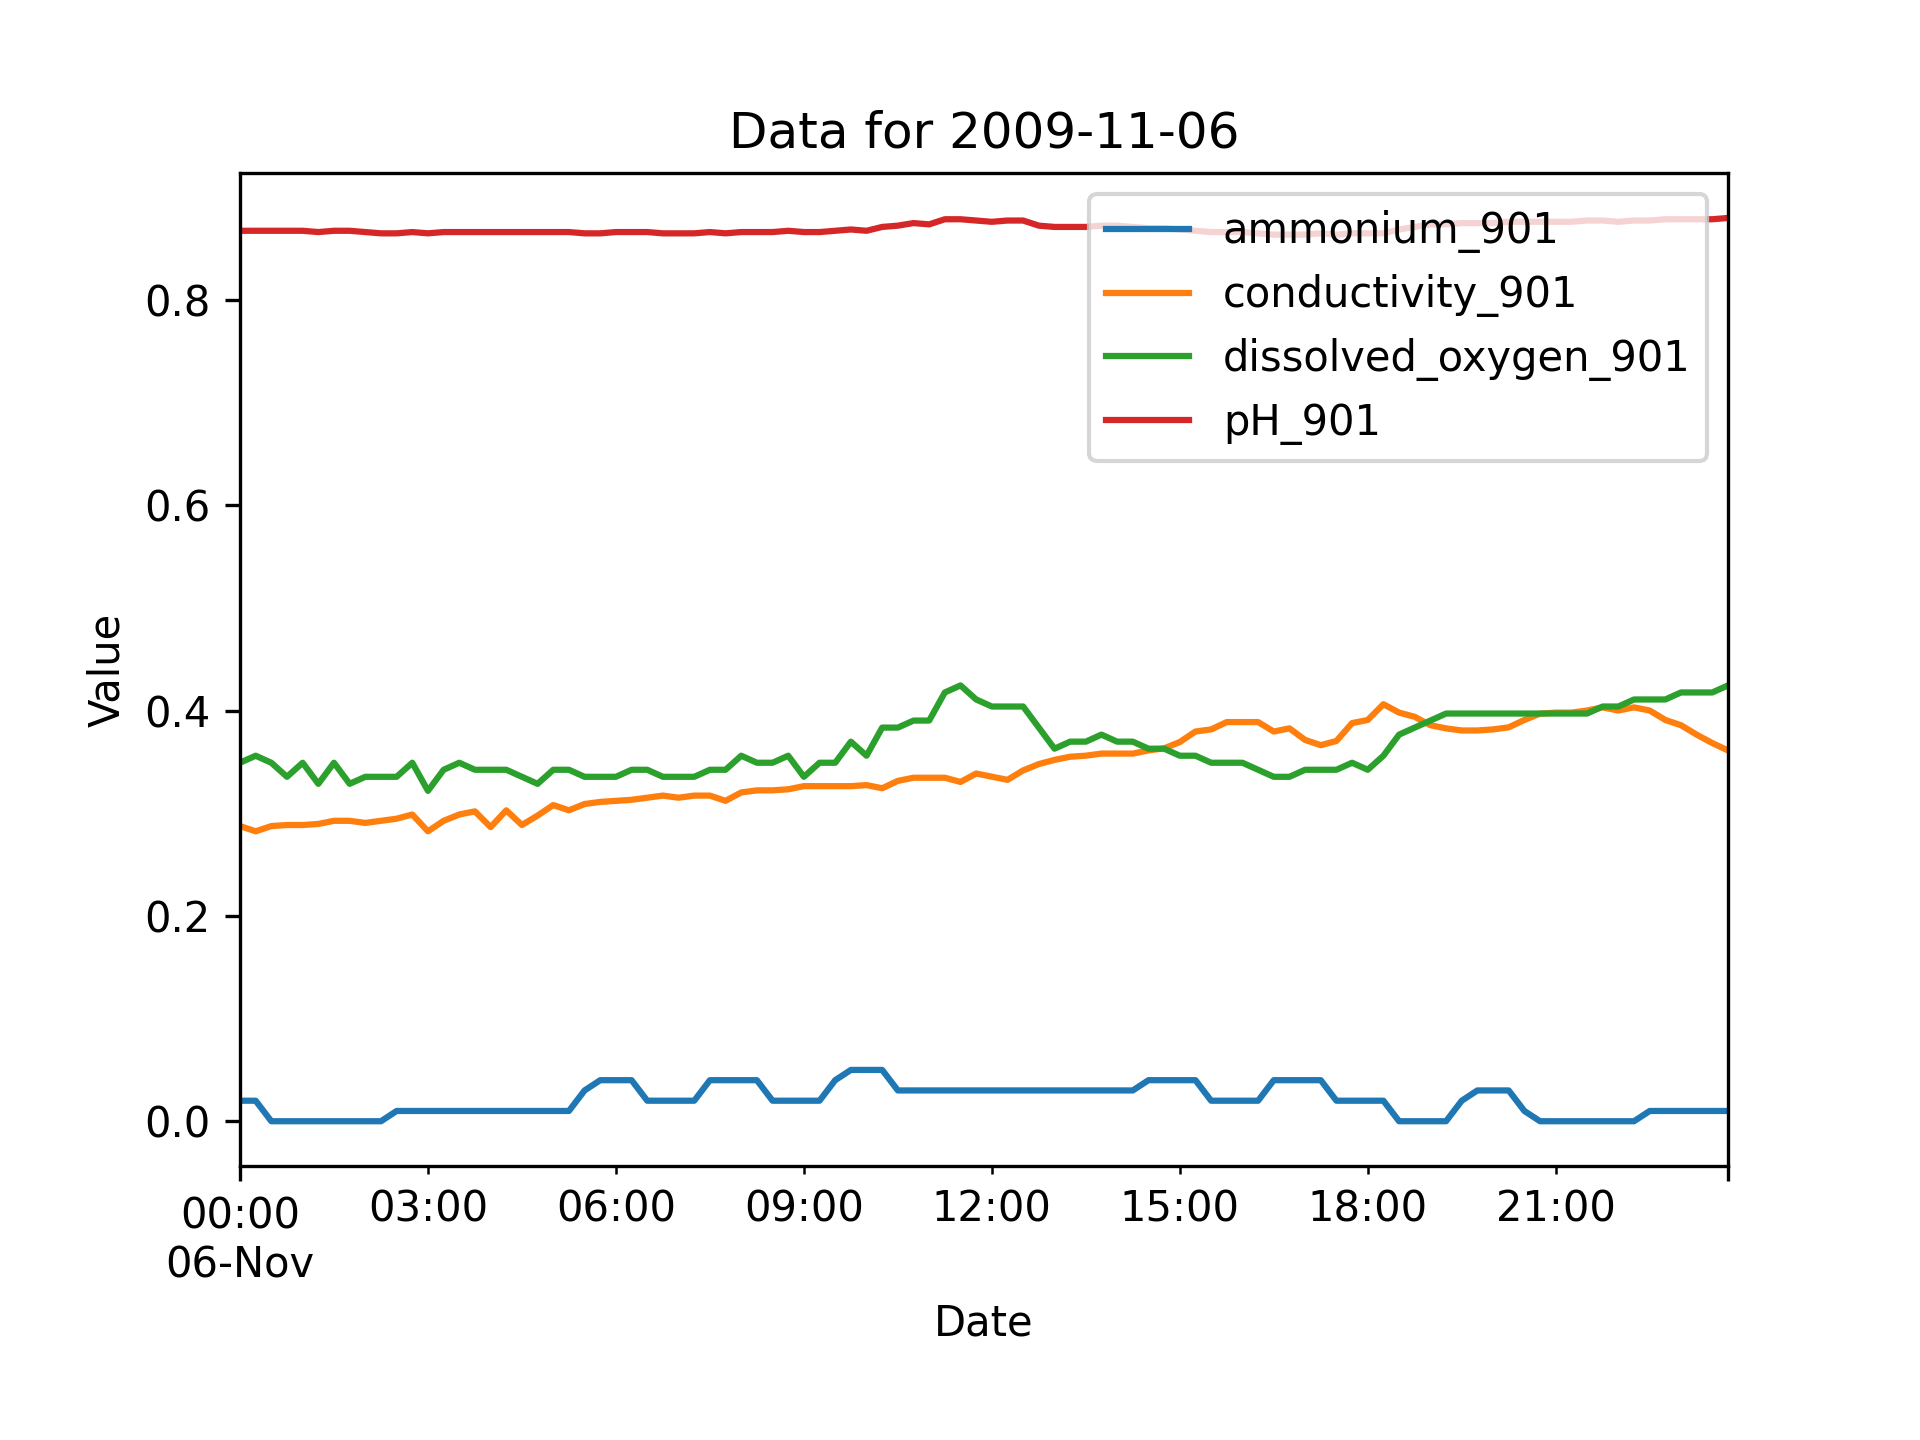 Data for 2009-11-06
ammonium_901
conductivity_901
dissolved_oxygen_901
pH_901
Value
0.8
0.6
0.4
0.2
0.0
00:00 03:00 06:00 09:00 12:00 15:00 18:00 21:00
06-Nov
Date